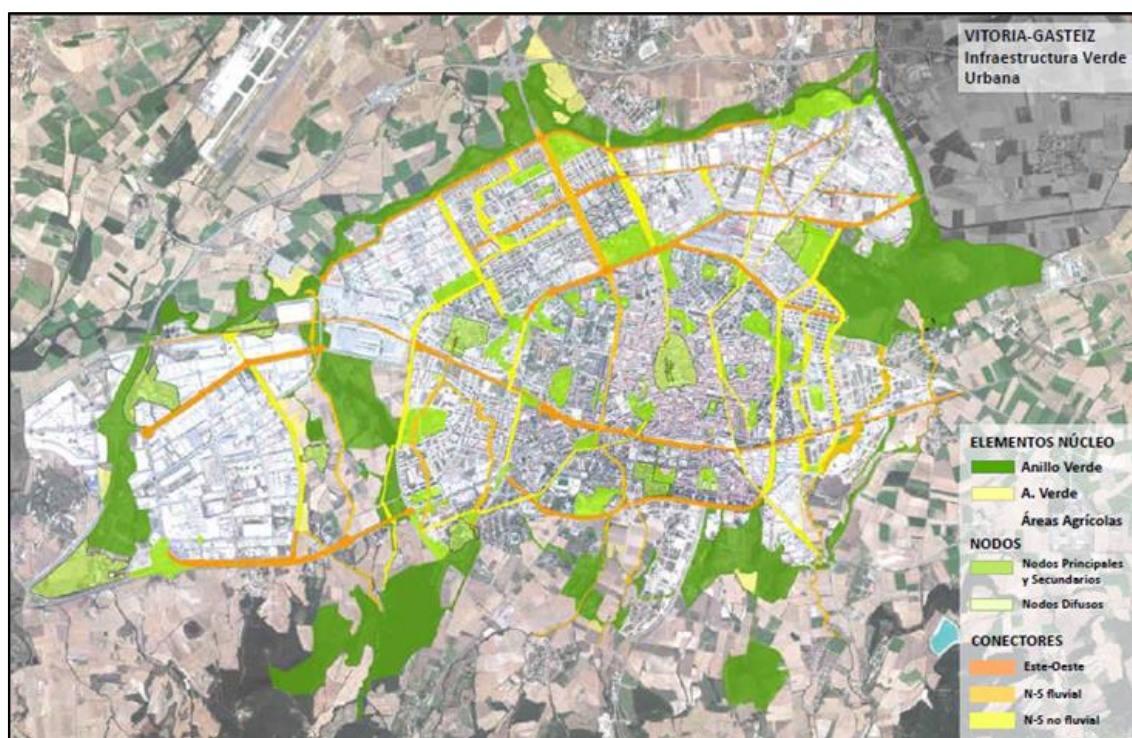 VITORIA-GASTEIZ
Infraestructura Verde
Urbana
ELEMENTOS NÚCLEO
Anillo Verde
A. Verde
Áreas Agrícolas
NODOS
Nodos Principales
y Secundarios
Nodos Difusos
CONECTORES
Este-Oeste
N-S fluvial
N-S no fluvial